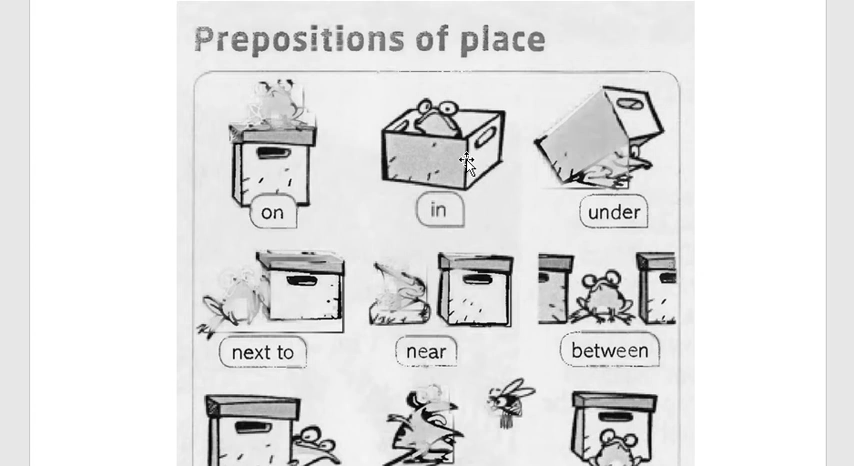 Prepositions of place
on
in
under
next to
near
between